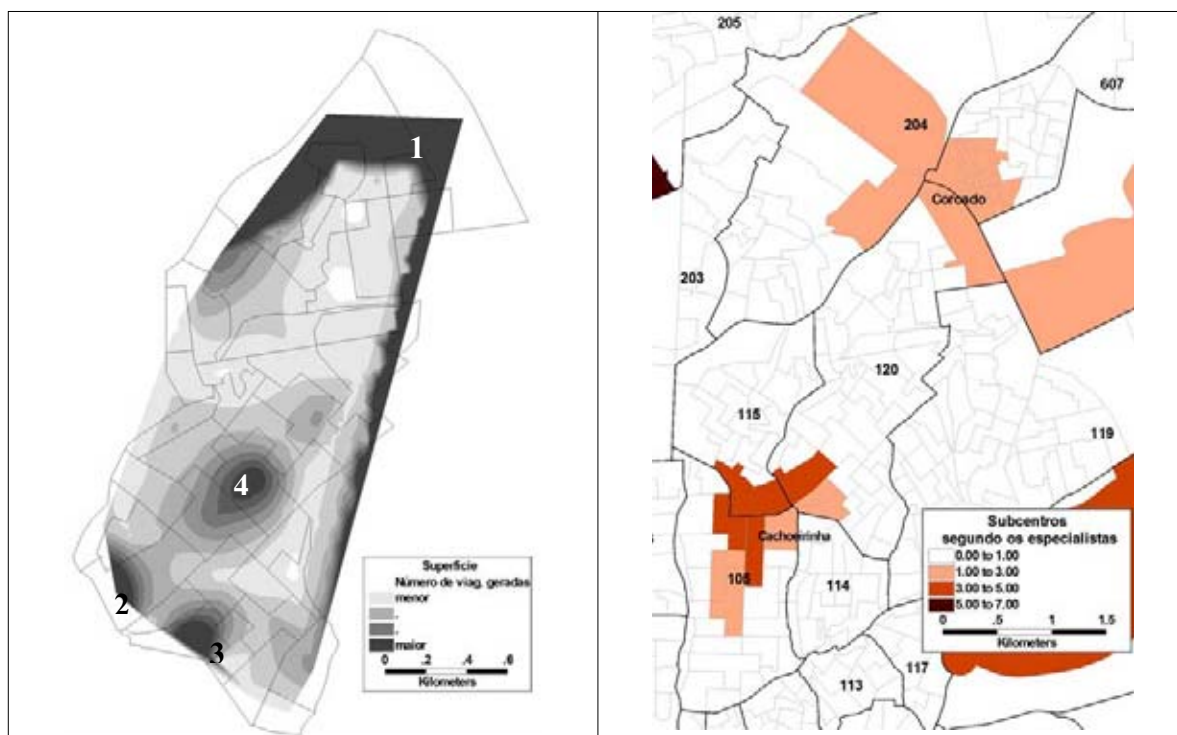 1
4
2
3
Superfície
Número de viag. geradas
menor
.
.
maior
0 .2 .4 .6
Kilometers
205
607
204
Coroado
203
120
115
119
Cachoeirinha
105
114
117
113
Subcentros
segundo os especialistas
0.00 to 1.00
1.00 to 3.00
3.00 to 5.00
5.00 to 7.00
0 .5 1 1.5
Kilometers